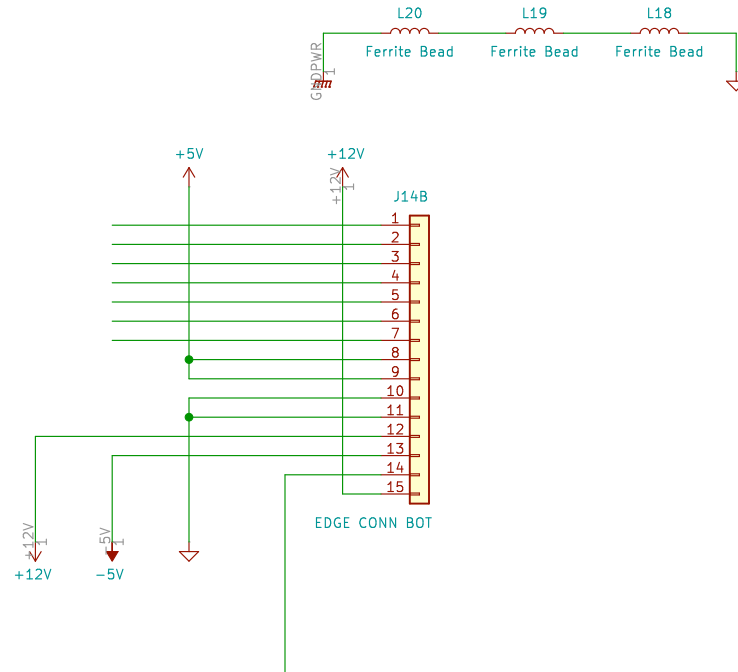 L20 L19 L18
Ferrite Bead Ferrite Bead Ferrite Bead
GNDPWR
1
+5V +12V
+12V
1
J14B
1
2
3
4
5
6
7
8
9
10
11
12
13
14
15
EDGE CONN BOT
+12V
1
-5V
1
+12V -5V